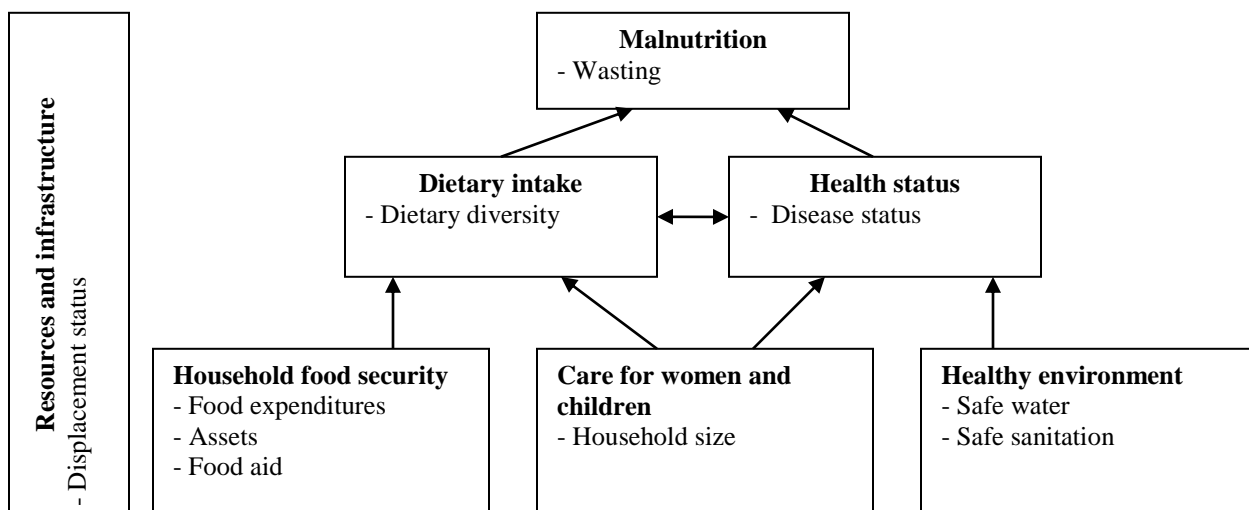 Resources and infrastructure
- Displacement status
Malnutrition
- Wasting
Dietary intake
- Dietary diversity
Health status
- Disease status
Household food security
- Food expenditures
- Assets
- Food aid
Care for women and
children
- Household size
Healthy environment
- Safe water
- Safe sanitation